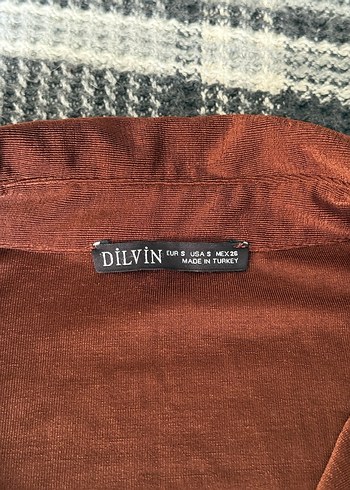 DİLVİN EUR S USA S MEX 26
MADE IN TURKEY